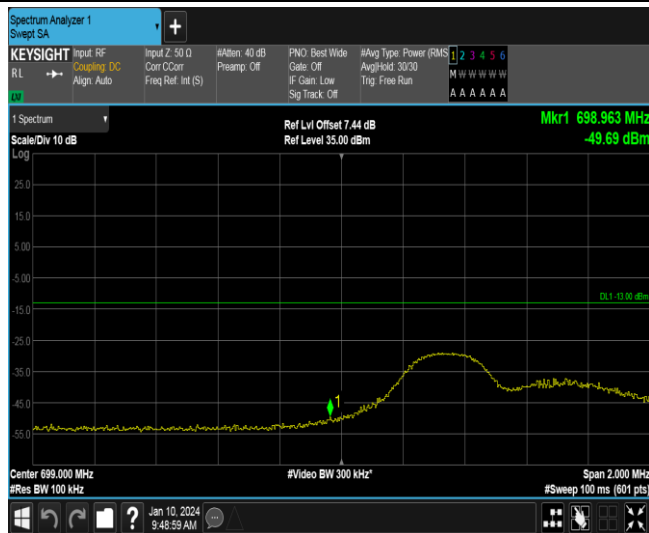 Spectrum Analyzer 1
Swept SA
+
KEYSIGHT Input: RF Input Z: 50 Ω #Atten: 40 dB PNO: Best Wide #Avg Type: Power (RMS 1 2 3 4 5 6
RL Coupling: DC Corr CCorr Preamp: Off Gate: Off Avg|Hold: 30/30 M W W W W W
Align: Auto Freq Ref: Int (S) IF Gain: Low Trig: Free Run
LXI Sig Track: Off A A A A A A
1 Spectrum Ref Lvl Offset 7.44 dB Mkr1 698.963 MHz
Scale/Div 10 dB Ref Level 35.00 dBm -49.69 dBm
Log
25.0
15.0
5.00
-5.00
DL1 -13.00 dBm
-15.0
-25.0
-35.0
-45.0
1
-55.0
Center 699.000 MHz #Video BW 300 kHz* Span 2.000 MHz
#Res BW 100 kHz #Sweep 100 ms (601 pts)
? Jan 10, 2024
9:48:59 AM